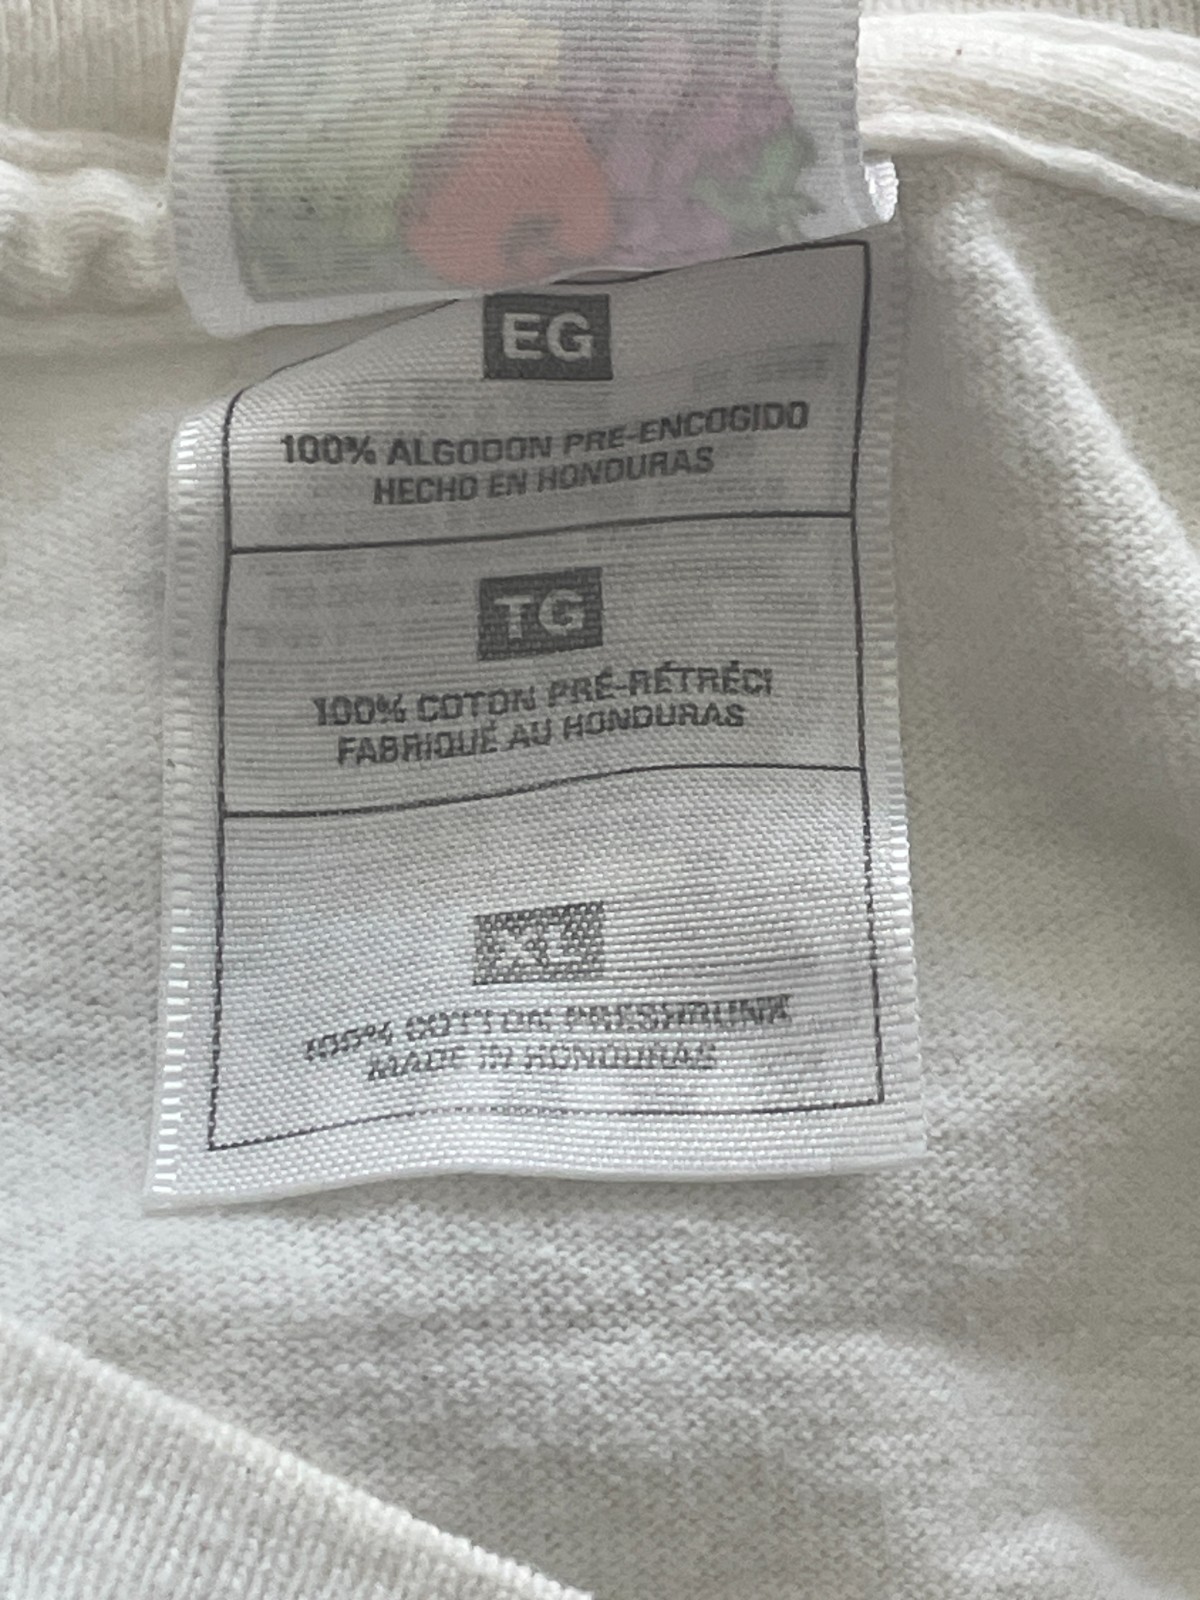 EG
100% ALGODON PRE-ENCOGIDO
HECHO EN HONDURAS
TG
100% COTON PRÉ-RÉTRÉCI
FABRIQUÉ AU HONDURAS
XL
100% COTTON PRESHRUNK
MADE IN HONDURAS